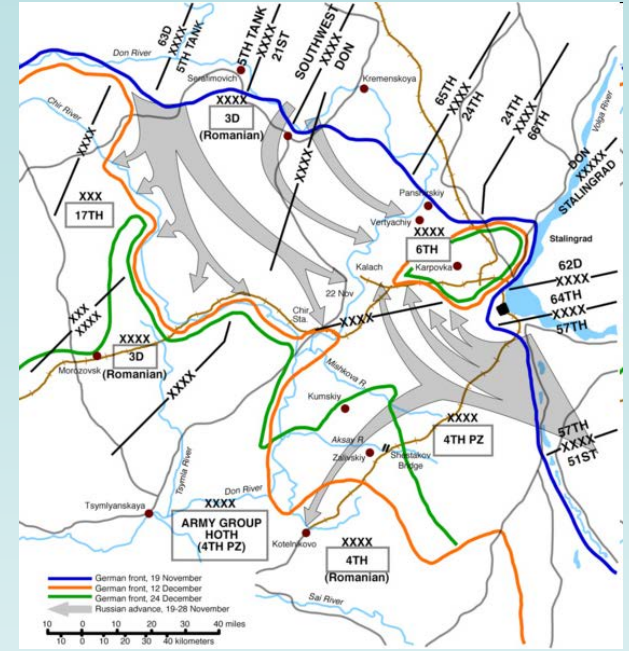 Don River
63D
XXXX
5TH TANK
5TH TANK
XXXX
21ST
SOUTHWEST
XXXX
DON
Serafimovich
Kremenskoya
65TH
XXXX
24TH
24TH
XXXX
66TH
Volga River
Chir River
XXXX
3D
(Romanian)
XXXX
XXXX
DON
XXXXX
STALINGRAD
XXX
17TH
Panshirskiy
Vertyachiy
XXXX
6TH
Stalingrad
Karpovka
Kalach
62D
XXXX
64TH
XXXX
57TH
22 Nov
Chir
Sta.
XXXX
XXX
XXXX
XXXX
3D
(Romanian)
Morozovsk
XXXX
Mishkova R.
Kumskiy
XXXX
4TH PZ
57TH
XXXX
51ST
Aksay R.
Zalivskiy
Shestakov
Bridge
Tsymla River
Don River
Tsymlyanskaya
XXXX
ARMY GROUP
HOTH
(4TH PZ)
Kotelnikovo
XXXX
4TH
(Romanian)
Sal River
German front, 19 November
German front, 12 December
German front, 24 December
Russian advance, 19-28 November
10 0 10 20 30 40 miles
10 0 10 20 30 40 kilometers